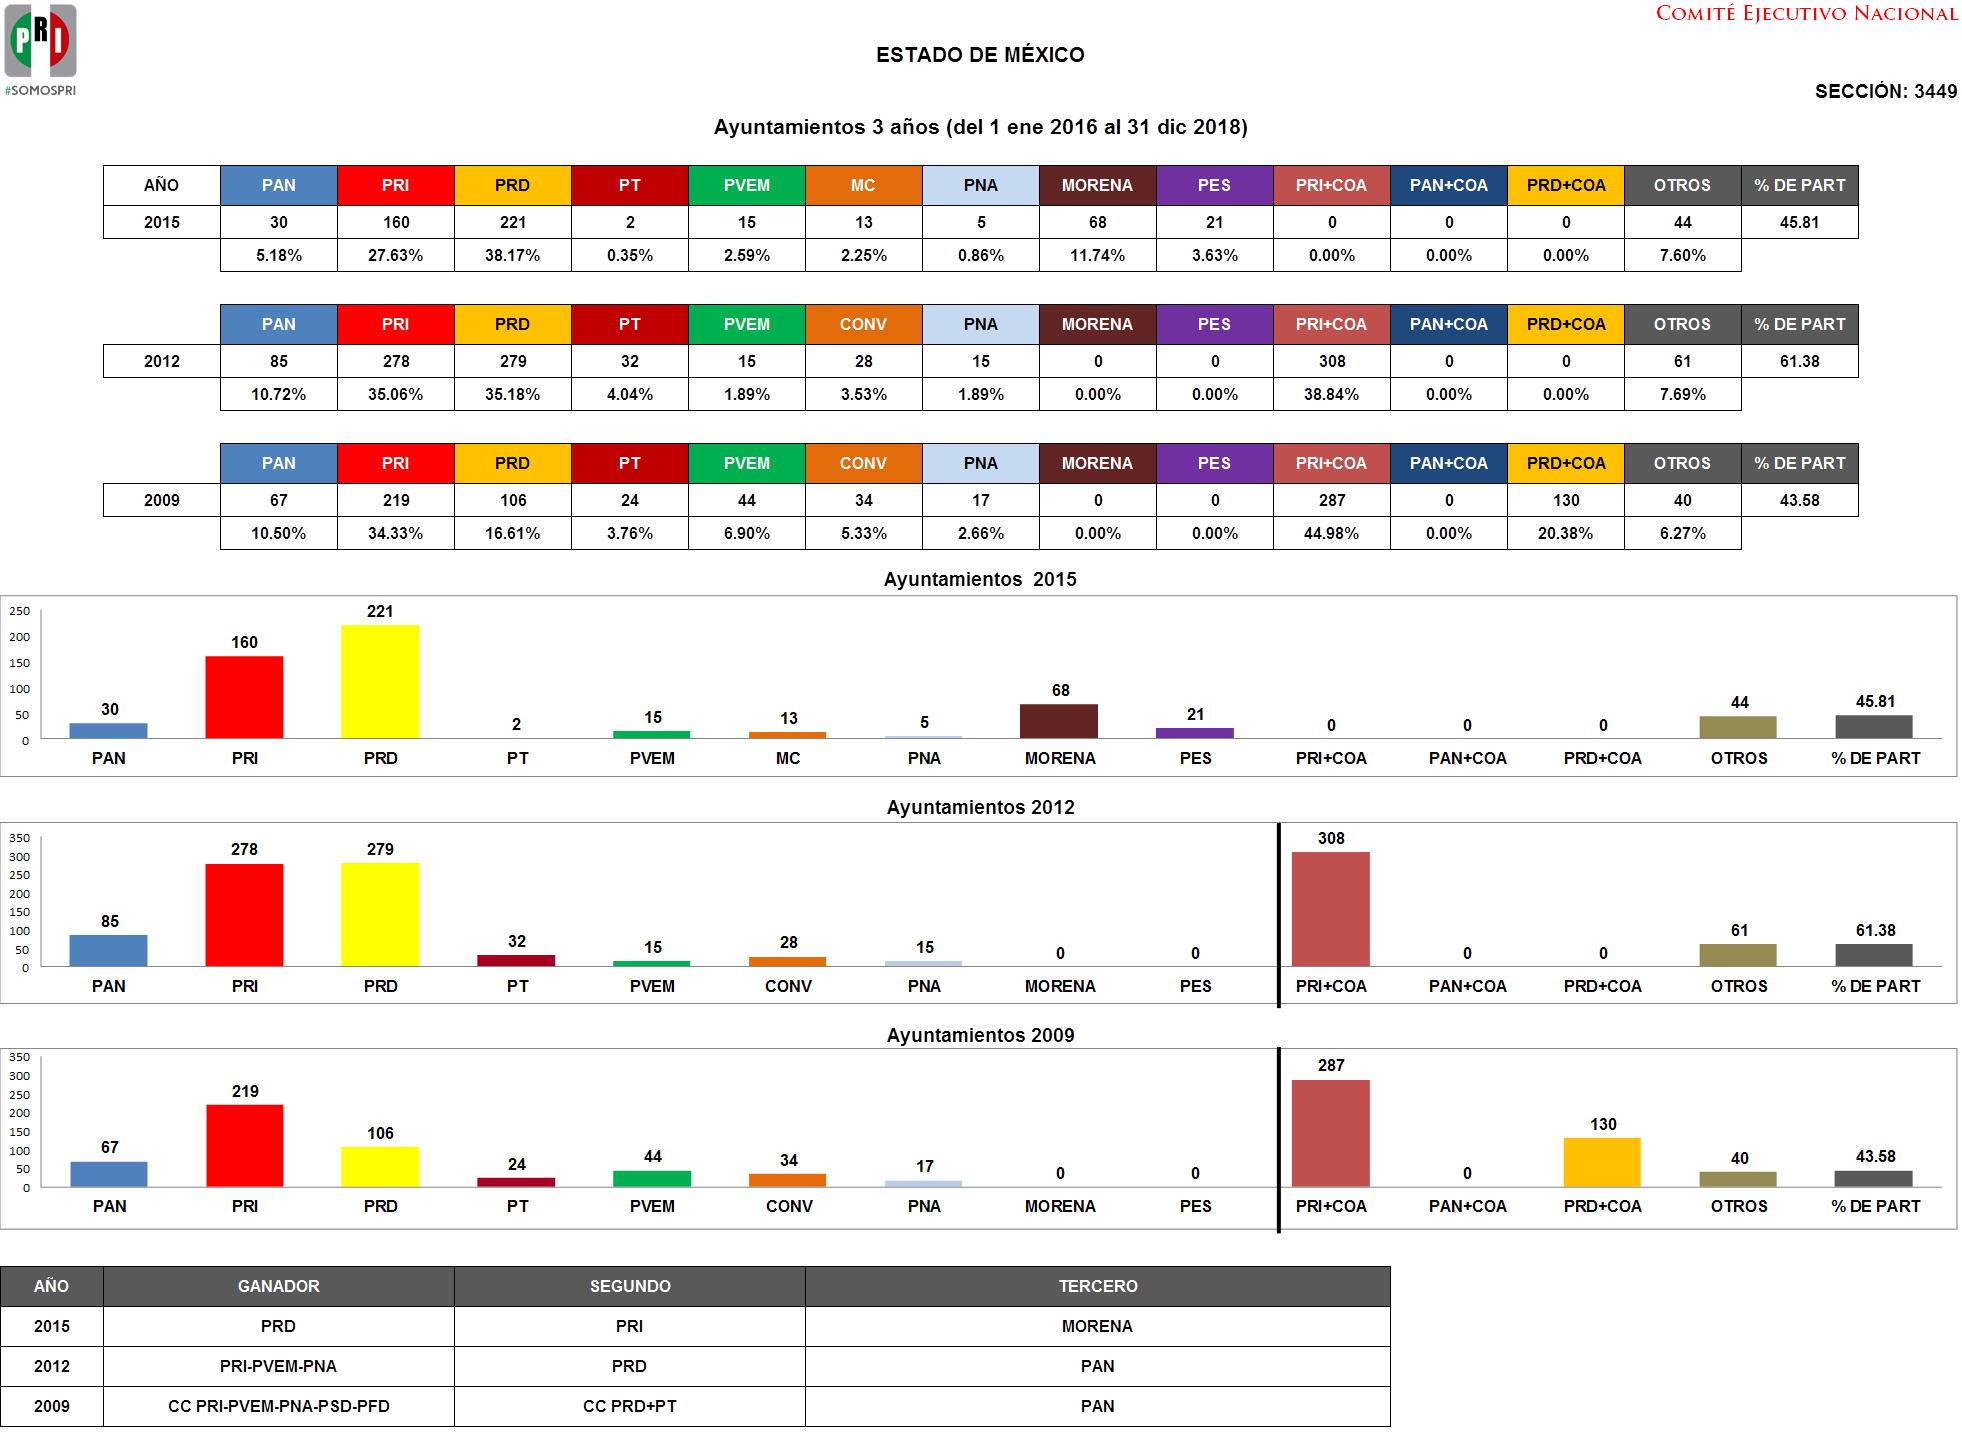 PRI
#SOMOSPRI
COMITÉ EJECUTIVO NACIONAL
ESTADO DE MÉXICO
SECCIÓN: 3449
Ayuntamientos 3 años (del 1 ene 2016 al 31 dic 2018)
AÑO PAN PRI PRD PT PVEM MC PNA MORENA PES PRI+COA PAN+COA PRD+COA OTROS % DE PART
2015 30 160 221 2 15 13 5 68 21 0 0 0 44 45.81
5.18% 27.63% 38.17% 0.35% 2.59% 2.25% 0.86% 11.74% 3.63% 0.00% 0.00% 0.00% 7.60%
PAN PRI PRD PT PVEM CONV PNA MORENA PES PRI+COA PAN+COA PRD+COA OTROS % DE PART
2012 85 278 279 32 15 28 15 0 0 308 0 0 61 61.38
10.72% 35.06% 35.18% 4.04% 1.89% 3.53% 1.89% 0.00% 0.00% 38.84% 0.00% 0.00% 7.69%
PAN PRI PRD PT PVEM CONV PNA MORENA PES PRI+COA PAN+COA PRD+COA OTROS % DE PART
2009 67 219 106 24 44 34 17 0 0 287 0 130 40 43.58
10.50% 34.33% 16.61% 3.76% 6.90% 5.33% 2.66% 0.00% 0.00% 44.98% 0.00% 20.38% 6.27%
Ayuntamientos 2015
250
200
150
100
50
0
30 160 221 2 15 13 5 68 21 0 0 0 44 45.81
PAN PRI PRD PT PVEM MC PNA MORENA PES PRI+COA PAN+COA PRD+COA OTROS % DE PART
Ayuntamientos 2012
350
300
250
200
150
100
50
0
85 278 279 32 15 28 15 0 0 308 0 0 61 61.38
PAN PRI PRD PT PVEM CONV PNA MORENA PES PRI+COA PAN+COA PRD+COA OTROS % DE PART
Ayuntamientos 2009
350
300
250
200
150
100
50
0
67 219 106 24 44 34 17 0 0 287 0 130 40 43.58
PAN PRI PRD PT PVEM CONV PNA MORENA PES PRI+COA PAN+COA PRD+COA OTROS % DE PART
AÑO GANADOR SEGUNDO TERCERO
2015 PRD PRI MORENA
2012 PRI-PVEM-PNA PRD PAN
2009 CC PRI-PVEM-PNA-PSD-PFD CC PRD+PT PAN